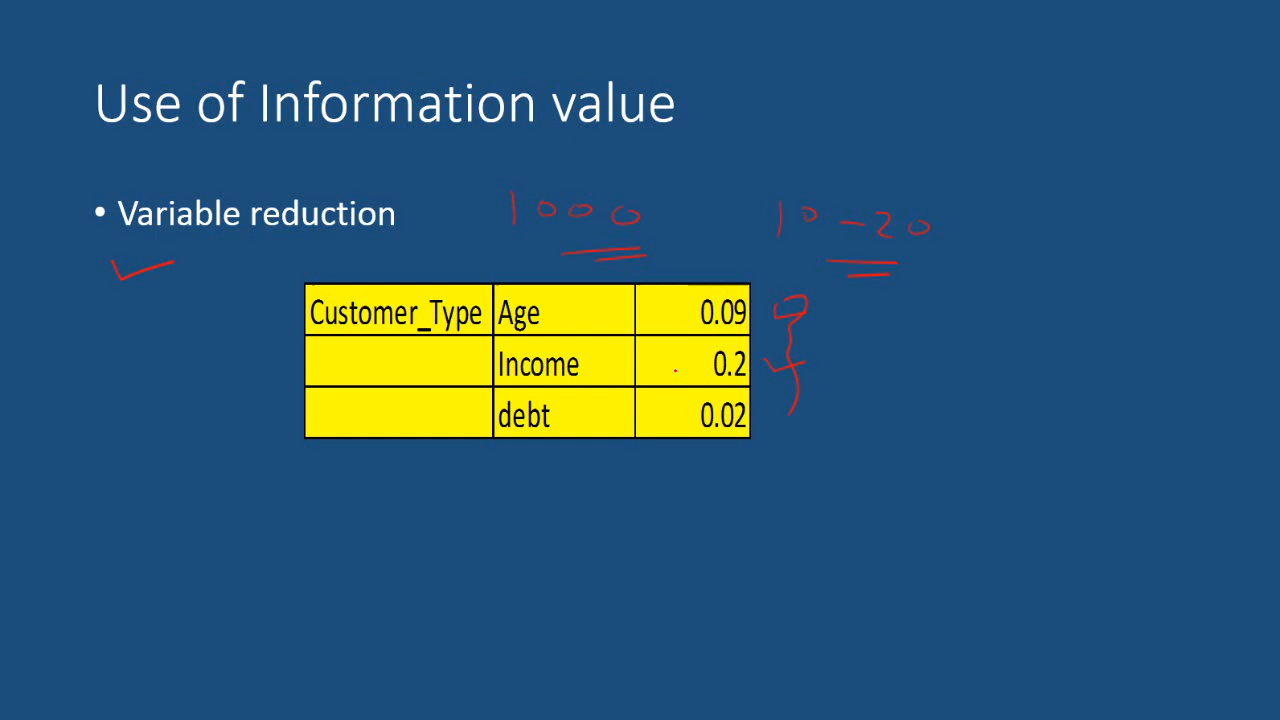 Use of Information value
• Variable reduction 1000 10-20
Customer_Type Age 0.09
Income 0.2
debt 0.02